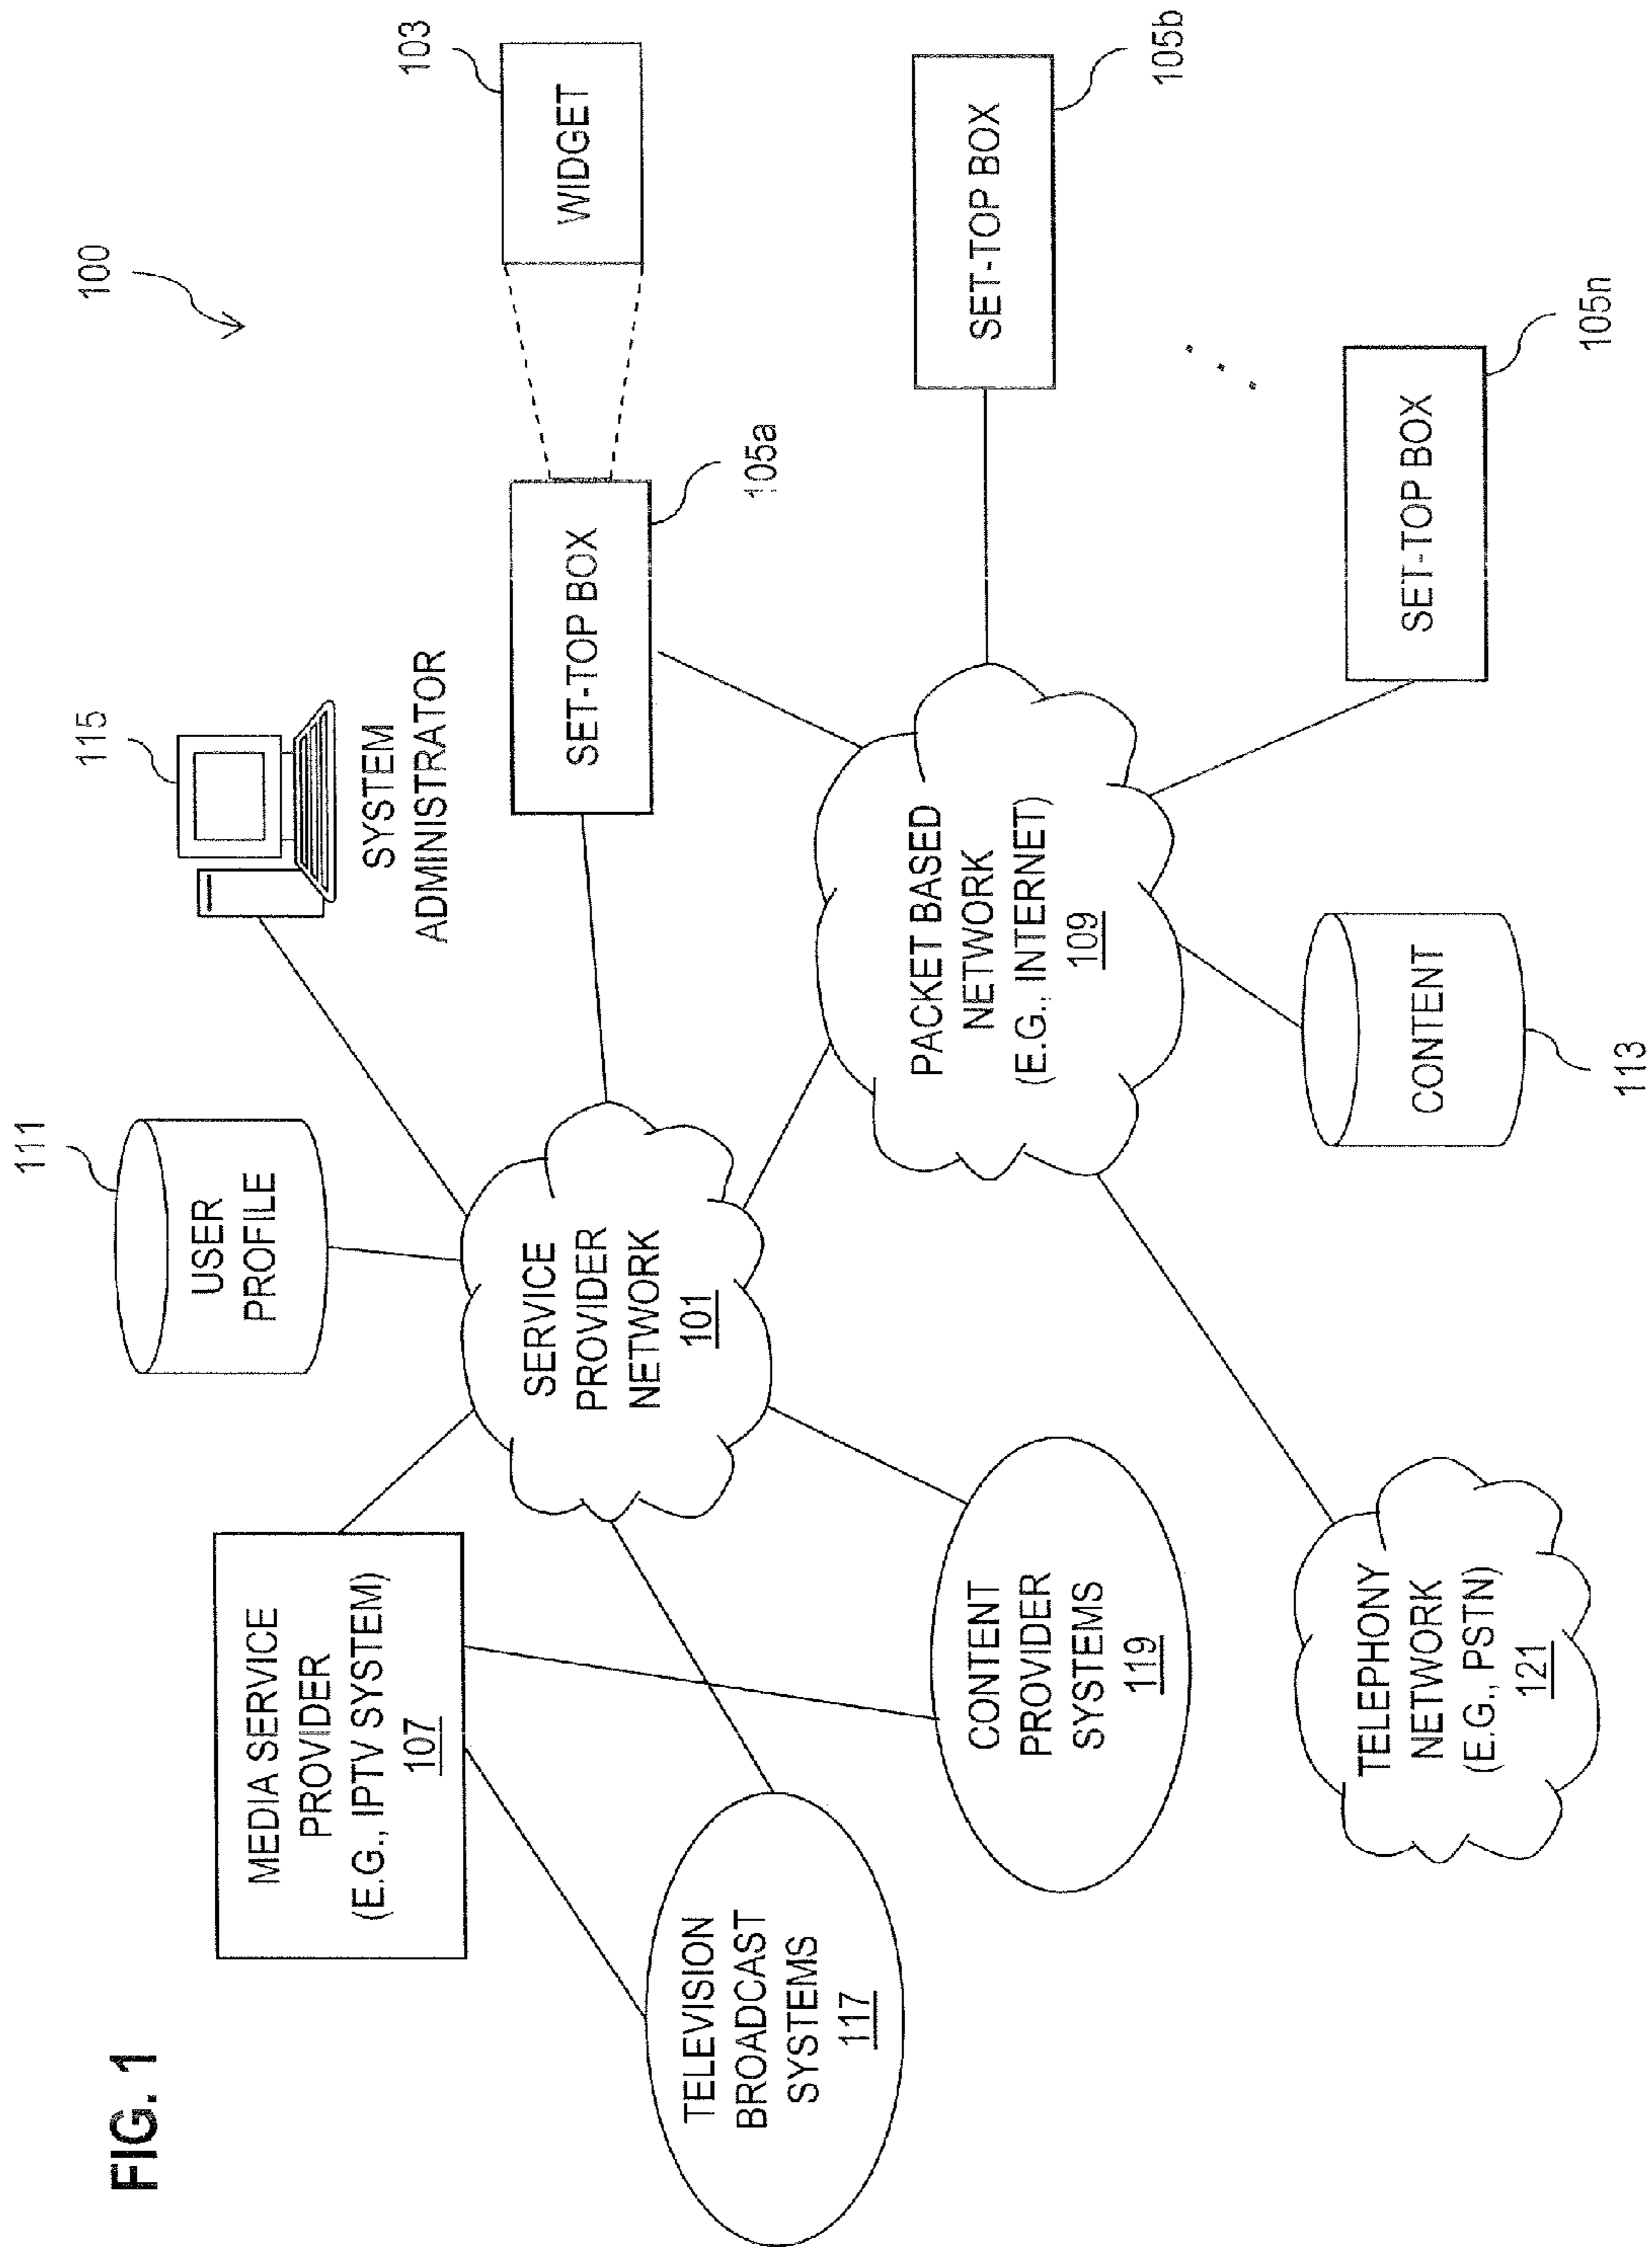 FIG. 1
100
111
USER
PROFILE
115
SYSTEM
ADMINISTRATOR
MEDIA SERVICE
PROVIDER
(E.G., IPTV SYSTEM)
107
SERVICE
PROVIDER
NETWORK
101
SET-TOP BOX
105a
WIDGET
103
TELEVISION
BROADCAST
SYSTEMS
117
CONTENT
PROVIDER
SYSTEMS
119
PACKET BASED
NETWORK
(E.G., INTERNET)
109
SET-TOP BOX
105b
TELEPHONY
NETWORK
(E.G., PSTN)
121
CONTENT
113
SET-TOP BOX
105n